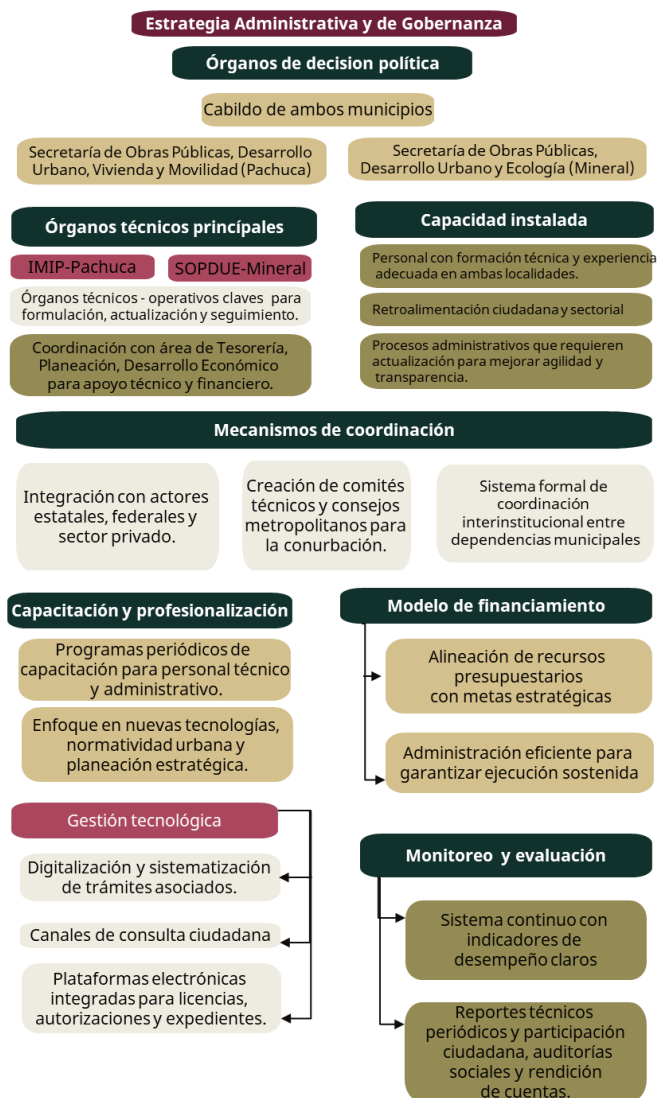 Estrategia Administrativa y de Gobernanza
Órganos de decision política
Cabildo de ambos municipios
Secretaría de Obras Públicas, Desarrollo
Urbano, Vivienda y Movilidad (Pachuca)
Secretaría de Obras Públicas,
Desarrollo Urbano y Ecología (Mineral)
Órganos técnicos princípales
IMIP-Pachuca
SOPDUE-Mineral
Órganos técnicos - operativos claves para
formulación, actualización y seguimiento.
Coordinación con área de Tesorería,
Planeación, Desarrollo Económico
para apoyo técnico y financiero.
Capacidad instalada
Personal con formación técnica y experiencia
adecuada en ambas localidades.
Retroalimentación ciudadana y sectorial
Procesos administrativos que requieren
actualización para mejorar agilidad y
transparencia.
Mecanismos de coordinación
Integración con actores
estatales, federales y
sector privado.
Creación de comités
técnicos y consejos
metropolitanos para
la conurbación.
Sistema formal de
coordinación
interinstitucional entre
dependencias municipales
Capacitación y profesionalización
Programas periódicos de
capacitación para personal técnico
y administrativo.
Enfoque en nuevas tecnologías,
normatividad urbana y
planeación estratégica.
Modelo de financiamiento
Alineación de recursos
presupuestarios
con metas estratégicas
Administración eficiente para
garantizar ejecución sostenida
Gestión tecnológica
Digitalización y sistematización
de trámites asociados.
Canales de consulta ciudadana
Plataformas electrónicas
integradas para licencias,
autorizaciones y expedientes.
Monitoreo y evaluación
Sistema continuo con
indicadores de
desempeño claros
Reportes técnicos
periódicos y participación
ciudadana, auditorías
sociales y rendición
de cuentas.